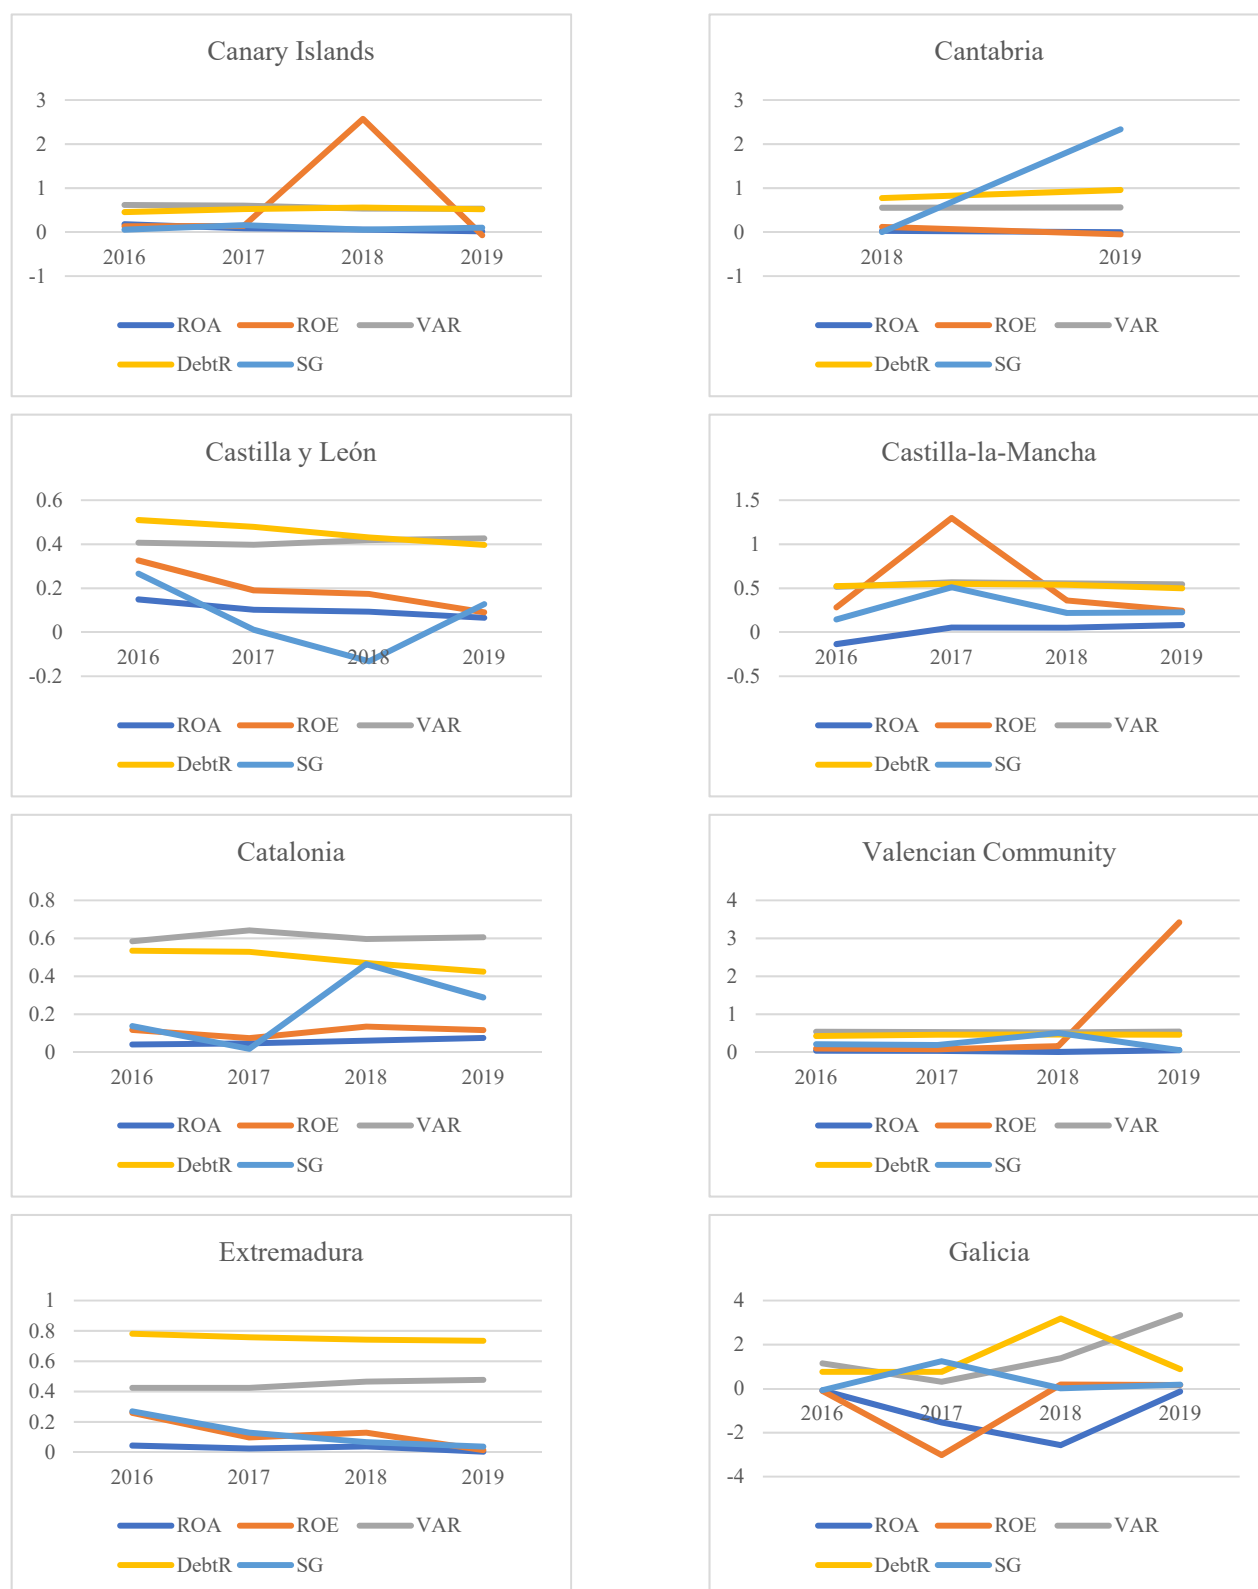 Canary Islands
3
2
1
0
-1
2016 2017 2018 2019
ROA ROE VAR
DebtR SG
Cantabria
3
2
1
0
-1
2018 2019
ROA ROE VAR
DebtR SG
Castilla y León
0.6
0.4
0.2
0
-0.2
2016 2017 2018 2019
ROA ROE VAR
DebtR SG
Castilla-la-Mancha
1.5
1
0.5
0
-0.5
2016 2017 2018 2019
ROA ROE VAR
DebtR SG
Catalonia
0.8
0.6
0.4
0.2
0
2016 2017 2018 2019
ROA ROE VAR
DebtR SG
Valencian Community
4
3
2
1
0
2016 2017 2018 2019
ROA ROE VAR
DebtR SG
Extremadura
1
0.8
0.6
0.4
0.2
0
2016 2017 2018 2019
ROA ROE VAR
DebtR SG
Galicia
4
2
0
-2
-4
2016 2017 2018 2019
ROA ROE VAR
DebtR SG